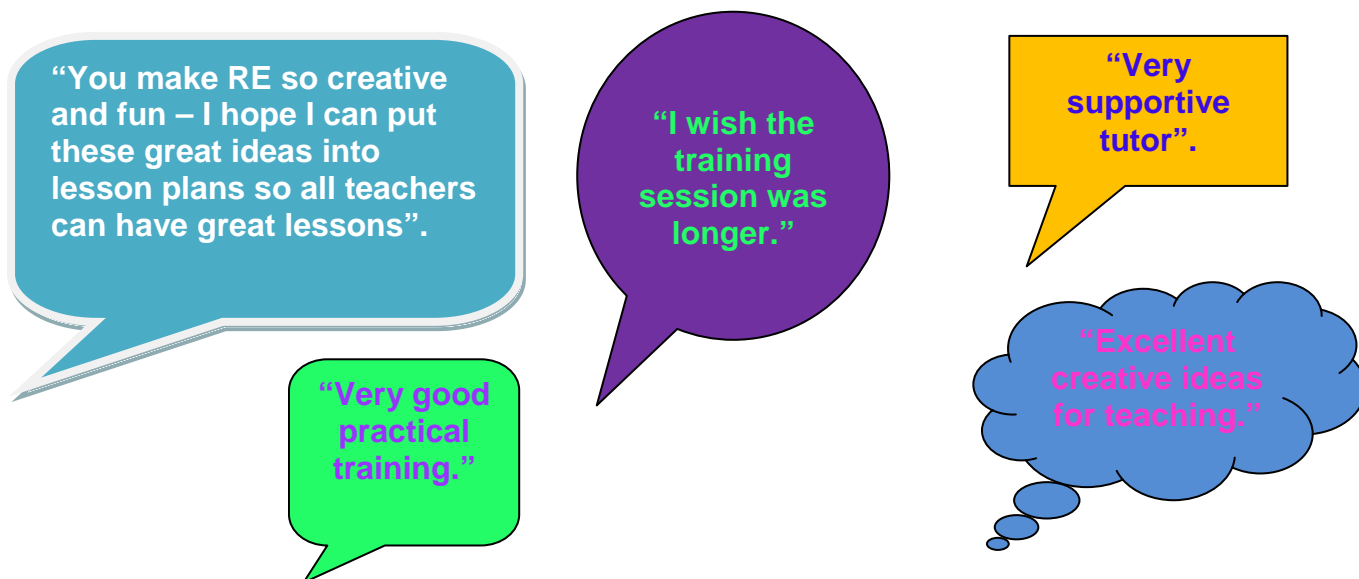 “You make RE so creative
and fun – I hope I can put
these great ideas into
lesson plans so all teachers
can have great lessons”.
“I wish the
training
session was
longer.”
“Very
supportive
tutor”.
“Very good
practical
training.”
“Excellent
creative ideas
for teaching.”